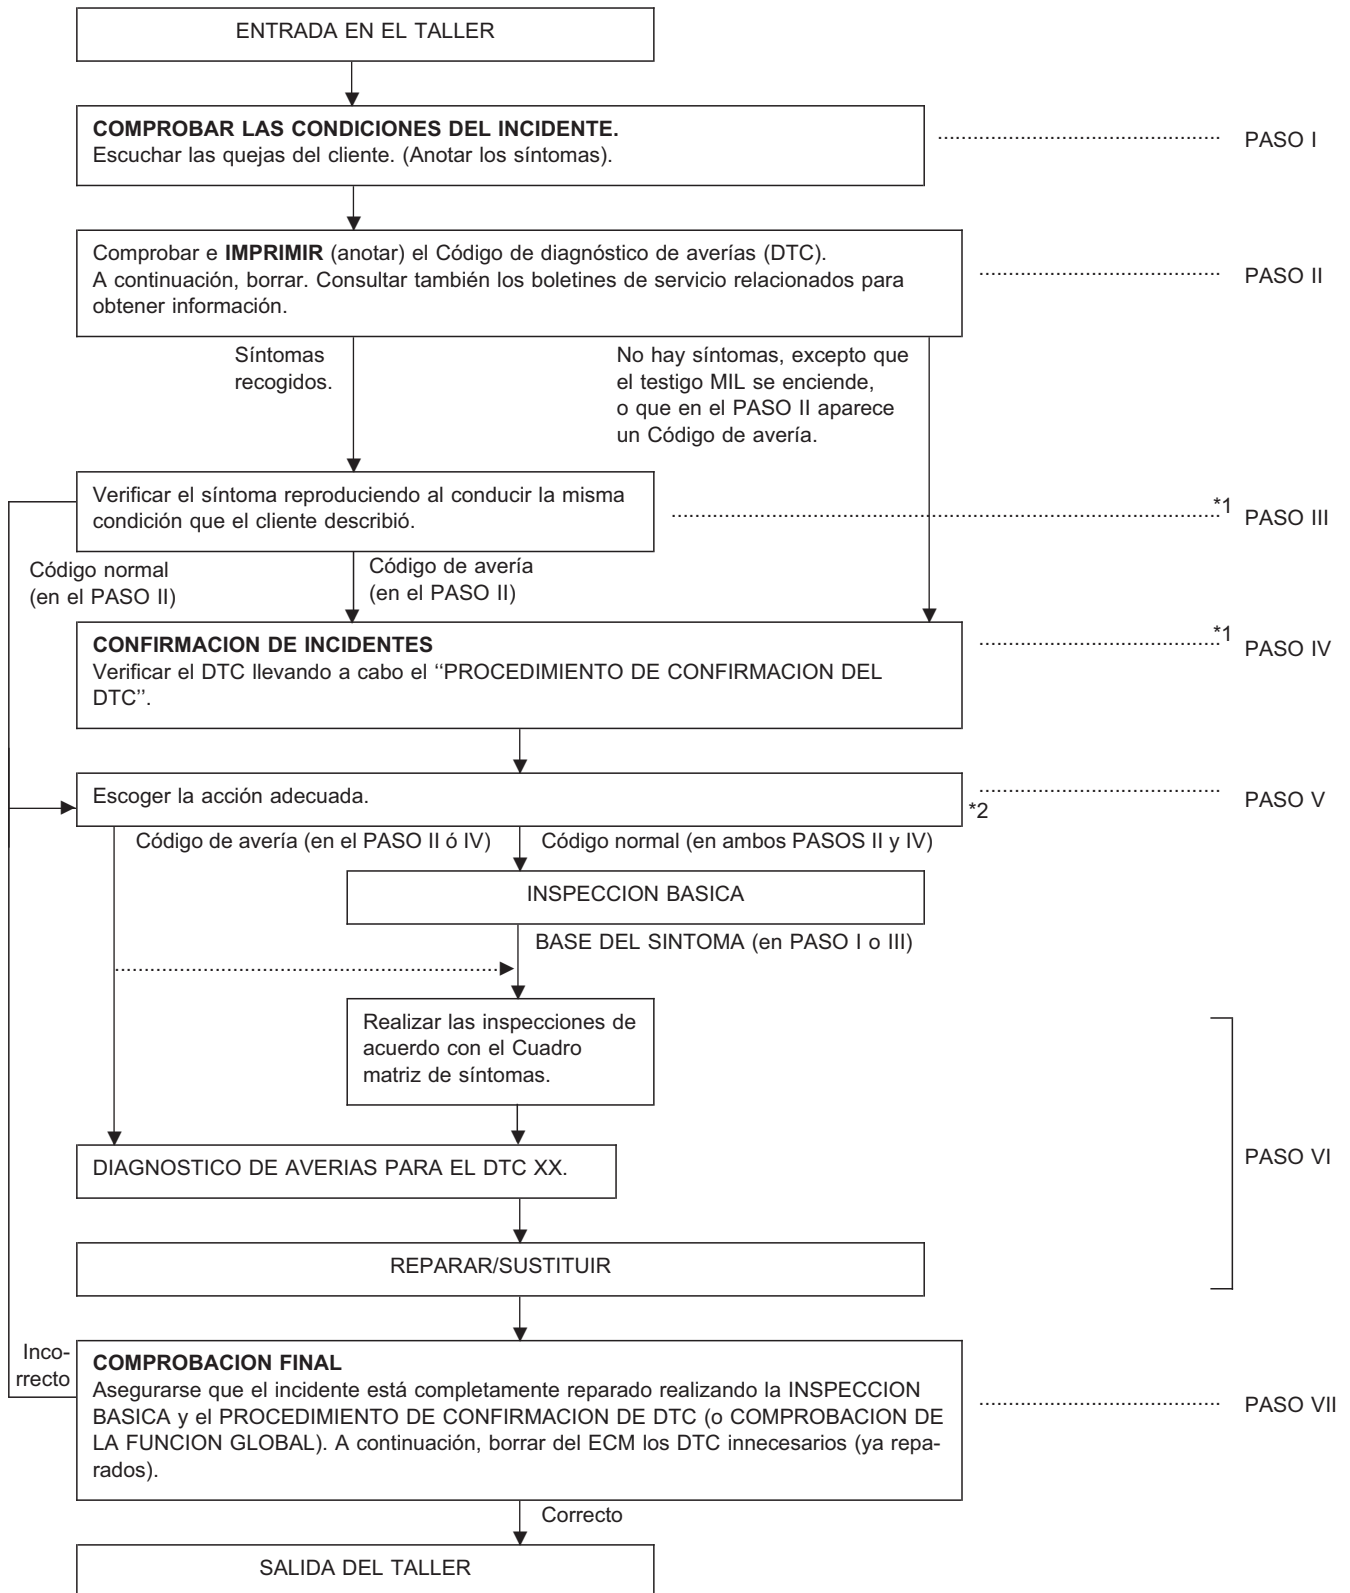 ENTRADA EN EL TALLER
COMPROBAR LAS CONDICIONES DEL INCIDENTE.
Escuchar las quejas del cliente. (Anotar los síntomas).
PASO I
Comprobar e IMPRIMIR (anotar) el Código de diagnóstico de averías (DTC).
A continuación, borrar. Consultar también los boletines de servicio relacionados para
obtener información.
PASO II
Síntomas
recogidos.
No hay síntomas, excepto que
el testigo MIL se enciende,
o que en el PASO II aparece
un Código de avería.
Verificar el síntoma reproduciendo al conducir la misma
condición que el cliente describió.
*1 PASO III
Código normal
(en el PASO II)
Código de avería
(en el PASO II)
CONFIRMACION DE INCIDENTES
Verificar el DTC llevando a cabo el ‘‘PROCEDIMIENTO DE CONFIRMACION DEL
DTC’’.
*1 PASO IV
Escoger la acción adecuada.
*2
PASO V
Código de avería (en el PASO II ó IV)
Código normal (en ambos PASOS II y IV)
INSPECCION BASICA
BASE DEL SINTOMA (en PASO I o III)
Realizar las inspecciones de
acuerdo con el Cuadro
matriz de síntomas.
DIAGNOSTICO DE AVERIAS PARA EL DTC XX.
PASO VI
REPARAR/SUSTITUIR
Inco-
rrecto
COMPROBACION FINAL
Asegurarse que el incidente está completamente reparado realizando la INSPECCION
BASICA y el PROCEDIMIENTO DE CONFIRMACION DE DTC (o COMPROBACION DE
LA FUNCION GLOBAL). A continuación, borrar del ECM los DTC innecesarios (ya repa-
rados).
PASO VII
Correcto
SALIDA DEL TALLER